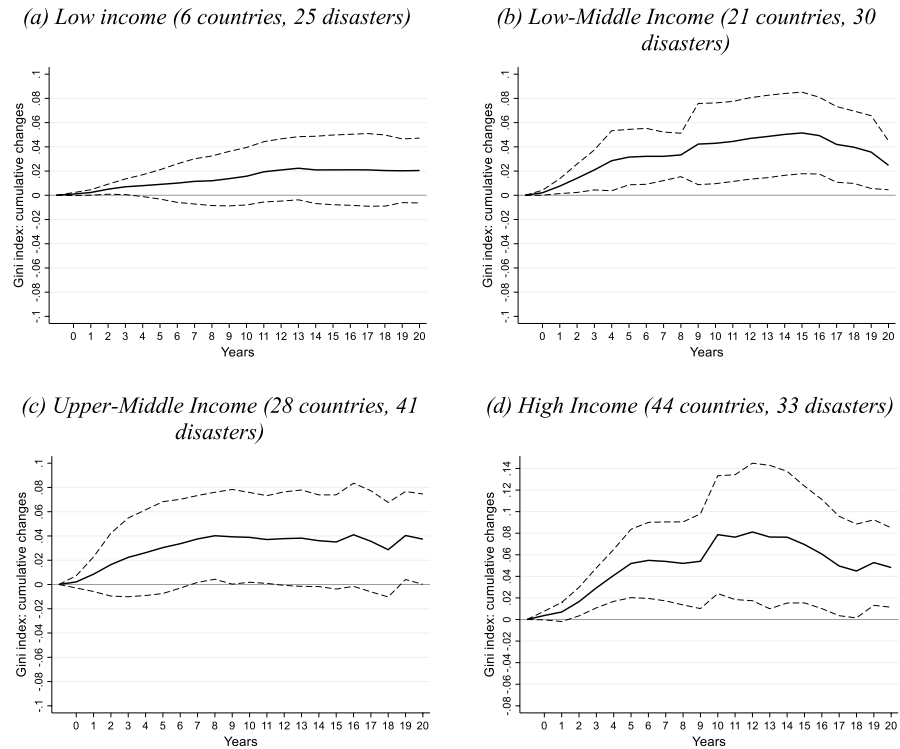 (a) Low income (6 countries, 25 disasters)
Gini index: cumulative changes
.1
.08
.06
.04
.02
0
-.02
-.04
-.06
-.08
-.1
0 1 2 3 4 5 6 7 8 9 10 11 12 13 14 15 16 17 18 19 20
Years
(b) Low-Middle Income (21 countries, 30
disasters)
Gini index: cumulative changes
.1
.08
.06
.04
.02
0
-.02
-.04
-.06
-.08
-.1
0 1 2 3 4 5 6 7 8 9 10 11 12 13 14 15 16 17 18 19 20
Years
(c) Upper-Middle Income (28 countries, 41
disasters)
Gini index: cumulative changes
.1
.08
.06
.04
.02
0
-.02
-.04
-.06
-.08
-.1
0 1 2 3 4 5 6 7 8 9 10 11 12 13 14 15 16 17 18 19 20
Years
(d) High Income (44 countries, 33 disasters)
Gini index: cumulative changes
.14
.12
.1
.08
.06
.04
.02
0
-.02
-.04
-.06
-.08
0 1 2 3 4 5 6 7 8 9 10 11 12 13 14 15 16 17 18 19 20
Years